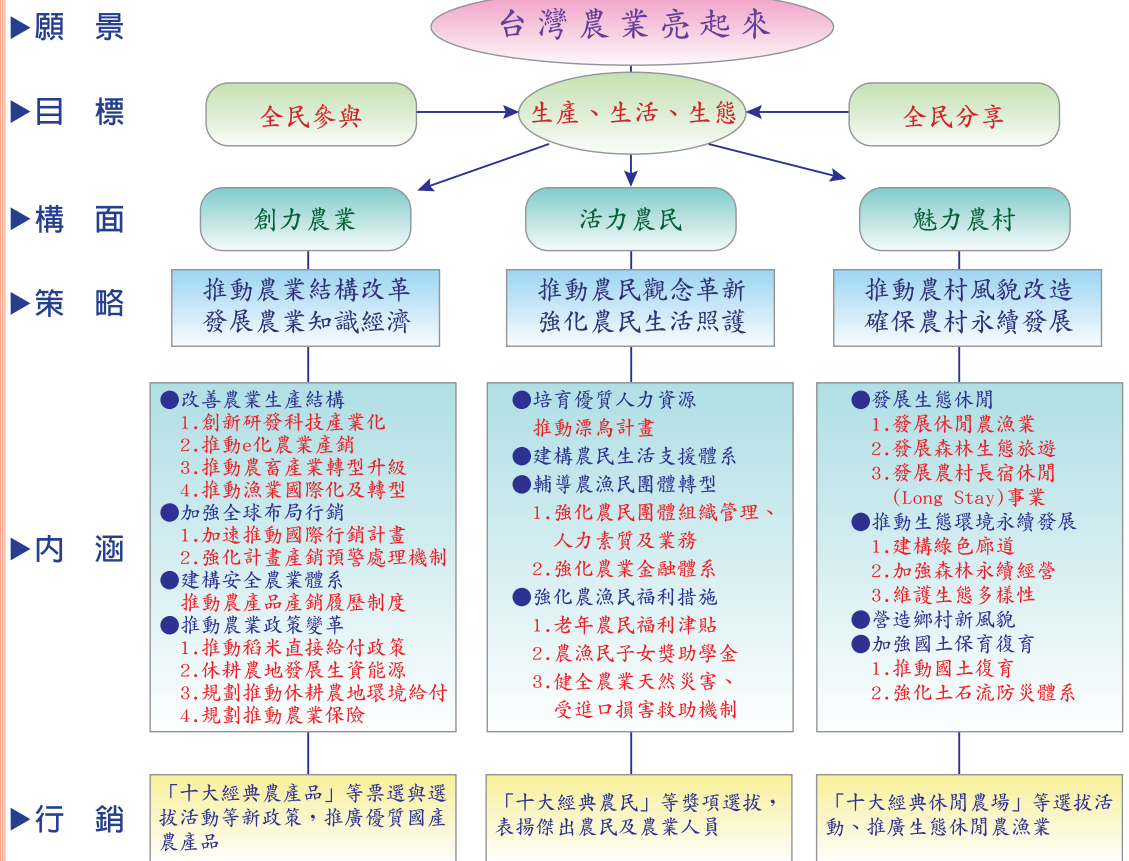 ▶願 景
台灣農業亮起來
▶目 標
全民參與
生產、生活、生態
全民分享
▶構 面
創力農業
活力農民
魅力農村
▶策 略
推動農業結構改革
發展農業知識經濟
推動農民觀念革新
強化農民生活照護
推動農村風貌改造
確保農村永續發展
▶內 涵
●改善農業生產結構
1.創新研發科技產業化
2.推動e化農業產銷
3.推動農畜產業轉型升級
4.推動漁業國際化及轉型
●加強全球布局行銷
1.加速推動國際行銷計畫
2.強化計畫產銷預警處理機制
●建構安全農業體系
推動農產品產銷履歷制度
●推動農業政策變革
1.推動稻米直接給付政策
2.休耕農地發展生資能源
3.規劃推動休耕農地環境給付
4.規劃推動農業保險
●培育優質人力資源
推動漂鳥計畫
●建構農民生活支援體系
●輔導農漁民團體轉型
1.強化農民團體組織管理、
人力素質及業務
2.強化農業金融體系
●強化農漁民福利措施
1.老年農民福利津貼
2.農漁民子女獎助學金
3.健全農業天然災害、
受進口損害救助機制
●發展生態休閒
1.發展休閒農漁業
2.發展森林生態旅遊
3.發展農村長宿休閒
(Long Stay)事業
●推動生態環境永續發展
1.建構綠色廊道
2.加強森林永續經營
3.維護生態多樣性
●營造鄉村新風貌
●加強國土保育復育
1.推動國土復育
2.強化土石流防災體系
▶行 銷
「十大經典農產品」等票選與選
拔活動等新政策，推廣優質國產
農產品
「十大經典農民」等獎項選拔，
表揚傑出農民及農業人員
「十大經典休閒農場」等選拔活
動、推廣生態休閒農漁業